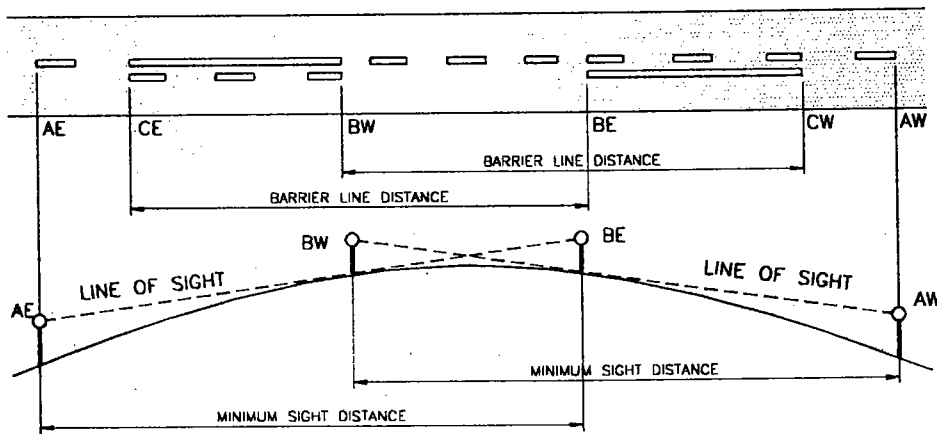 AE
CE
BW
BE
CW
AW
BARRIER LINE DISTANCE
BARRIER LINE DISTANCE
BW
BE
LINE OF SIGHT
LINE OF SIGHT
AE
AW
MINIMUM SIGHT DISTANCE
MINIMUM SIGHT DISTANCE